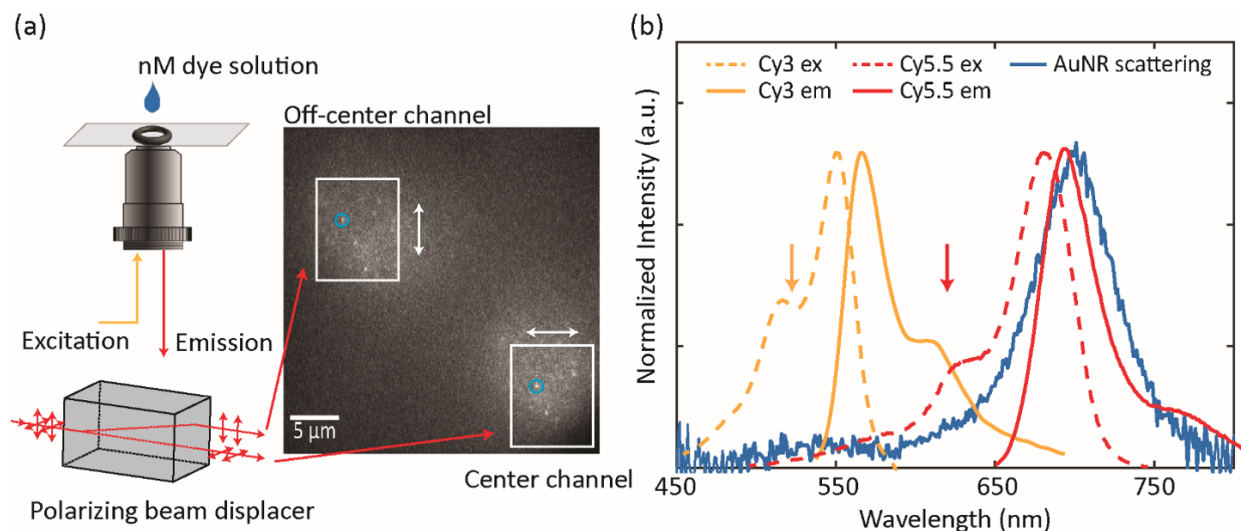 (a)
nM dye solution
Off-center channel
Excitation
Emission
5 μm
Center channel
Polarizing beam displacer
(b)
Cy3 ex
Cy5.5 ex
AuNR scattering
Cy3 em
Cy5.5 em
Normalized Intensity (a.u.)
450
550
650
750
Wavelength (nm)